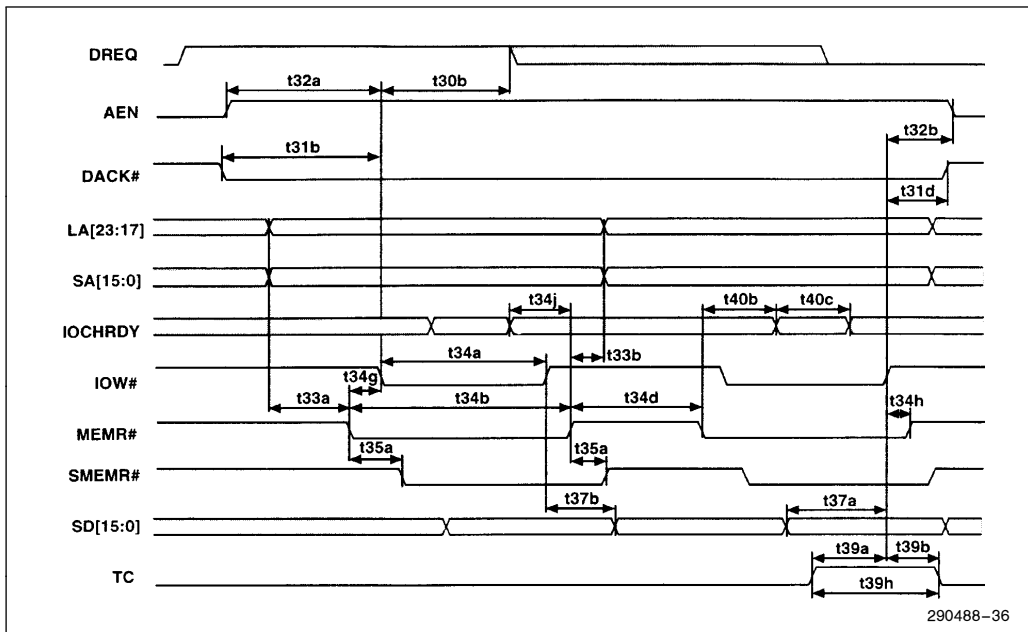 DREQ
t32a t30b
AEN
t32b
t31b
DACK#
t31d
LA[23:17]
SA[15:0]
t34j t40b t40c
IOCHRDY
t34a t33b
IOW#
t34g
t33a t34b t34d t34h
MEMR#
t35a t35a
SMEMR#
t37b t37a
SD[15:0]
t39a t39b
TC
t39h
290488–36